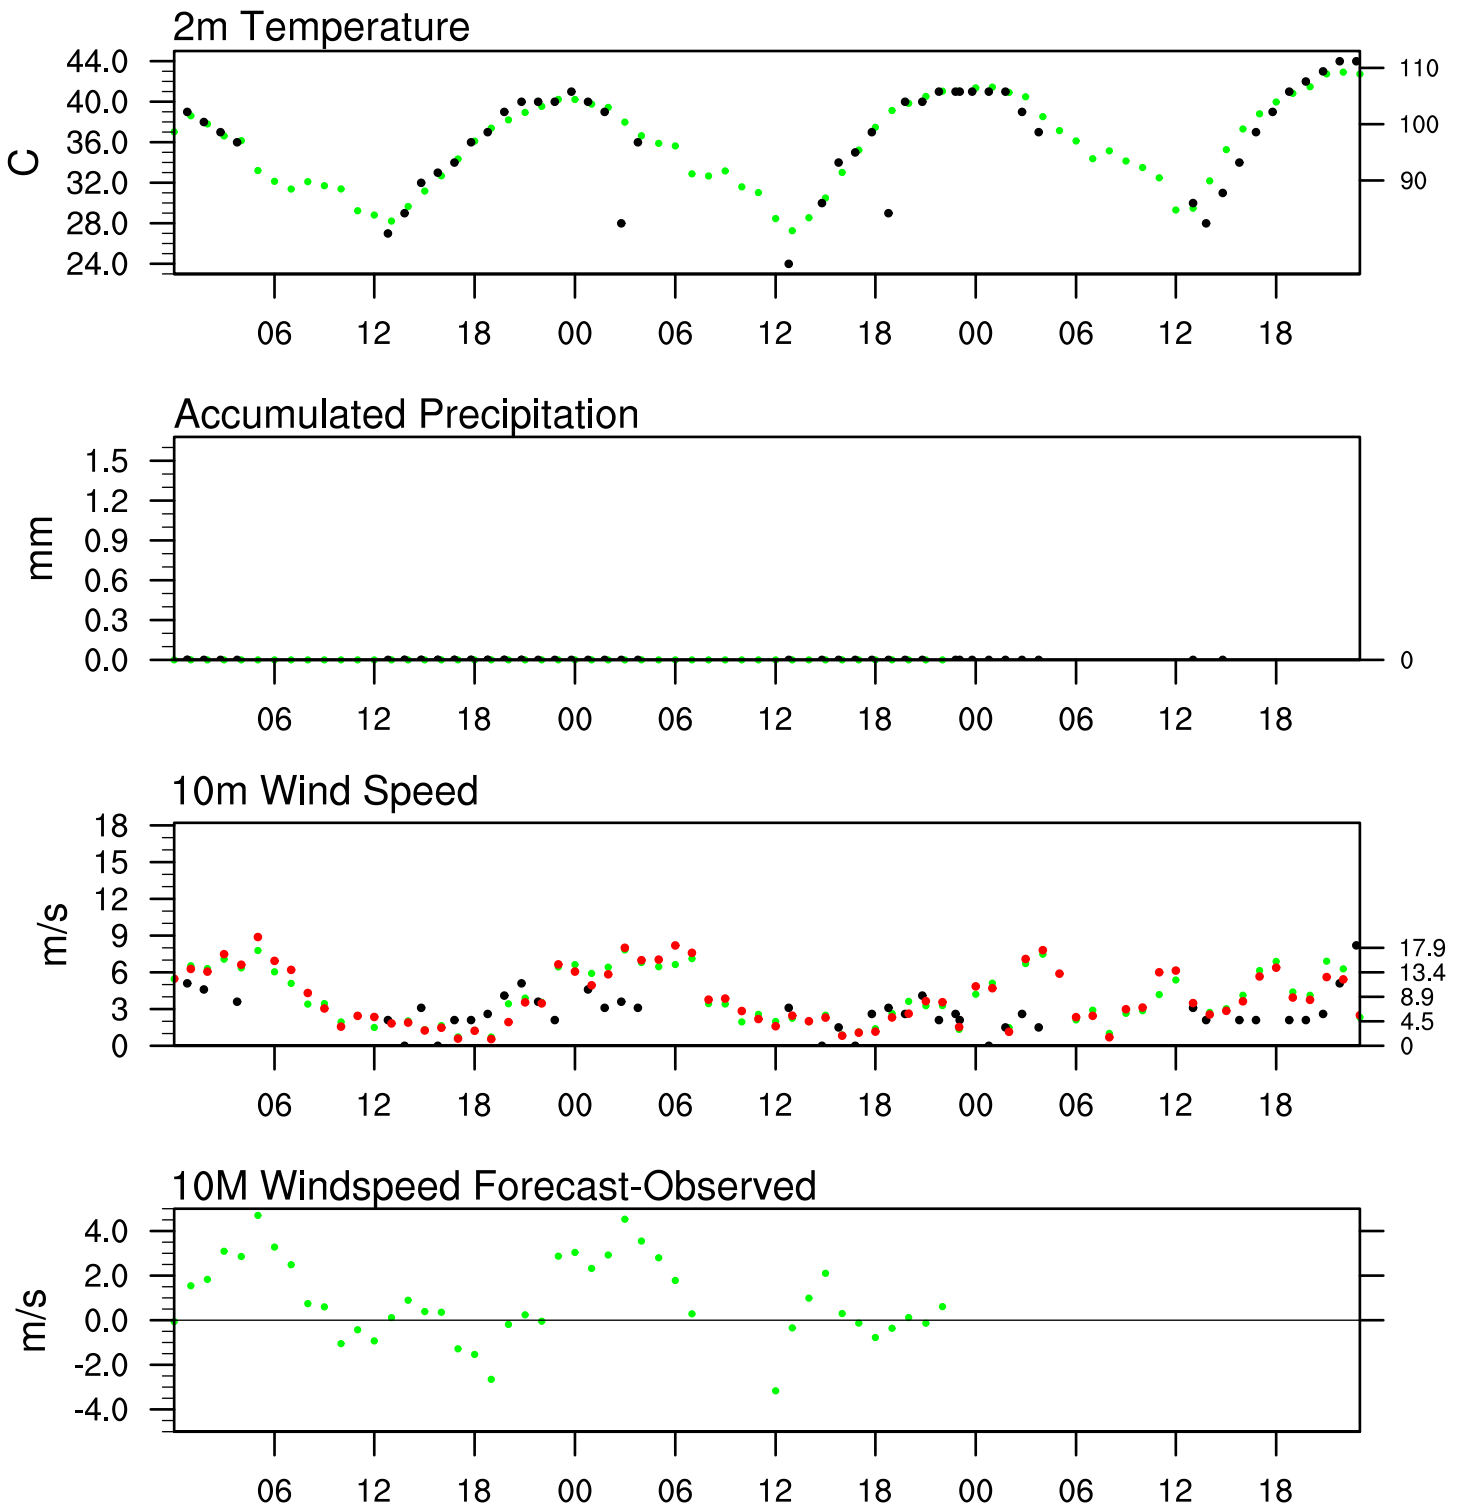 2m Temperature
44.0
40.0
36.0
32.0
28.0
24.0
C
110
100
90
06 12 18 00 06 12 18 00 06 12 18
Accumulated Precipitation
1.5
1.2
0.9
0.6
0.3
0.0
mm
0
06 12 18 00 06 12 18 00 06 12 18
10m Wind Speed
18
15
12
9
6
3
0
m/s
17.9
13.4
8.9
4.5
0
06 12 18 00 06 12 18 00 06 12 18
10M Windspeed Forecast-Observed
4.0
2.0
0.0
-2.0
-4.0
m/s
06 12 18 00 06 12 18 00 06 12 18